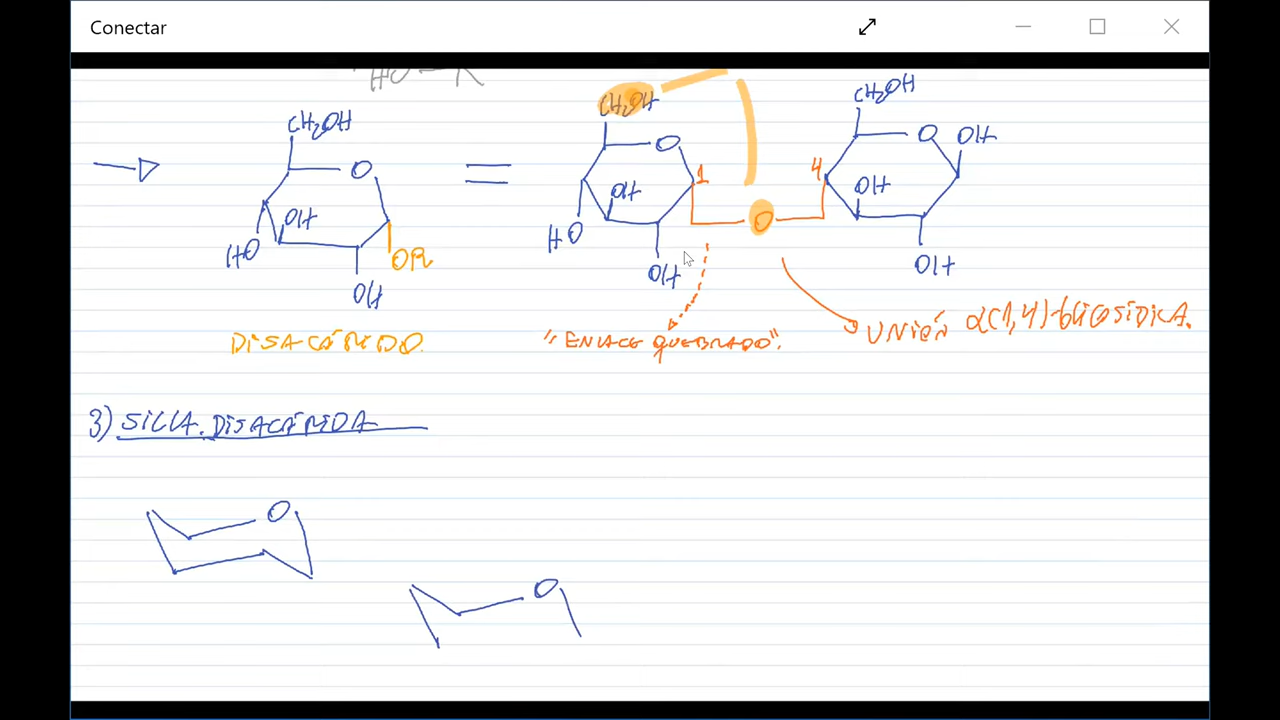 Conectar
HO-R
CH2OH
O
OH
HO
OH
OR
DISACÁRIDO.
=
CH2OH
O
1
OH
HO
OH
O
4
CH2OH
O
OH
OH
OH
"ENLACE QUEBRADO".
UNIÓN α(1,4)-GLICOSÍDICA.
3) SILLA. DISACÁRIDA
O
O